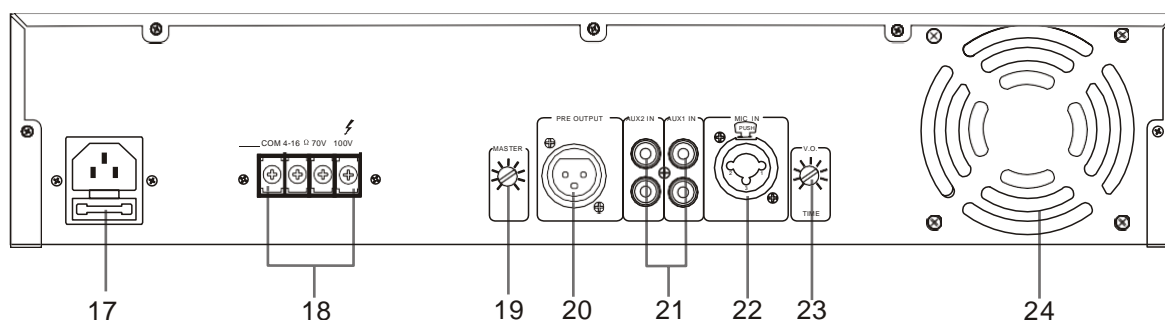 COM 4-16 Ω 70V 100V
MASTER
PRE OUTPUT
AUX2 IN
AUX1 IN
MIC IN
PUSH
V.O.
TIME
17
18
19
20
21
22
23
24